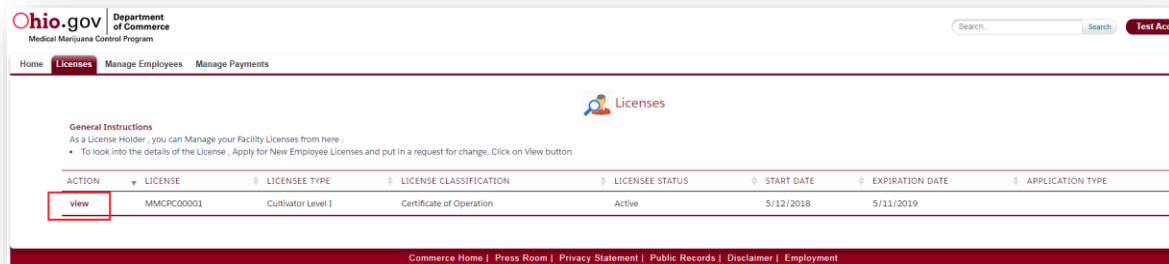 Ohio.gov Department of Commerce
Medical Marijuana Control Program
Search... Search Test Acc
Home Licenses Manage Employees Manage Payments
Licenses
General Instructions
As a License Holder , you can Manage your Facility Licenses from here :
• To look into the details of the License , Apply for New Employee Licenses and put in a request for change, Click on View button.
ACTION LICENSE LICENSEE TYPE LICENSE CLASSIFICATION LICENSEE STATUS START DATE EXPIRATION DATE APPLICATION TYPE
view MMCPC00001 Cultivator Level I Certificate of Operation Active 5/12/2018 5/11/2019
Commerce Home | Press Room | Privacy Statement | Public Records | Disclaimer | Employment